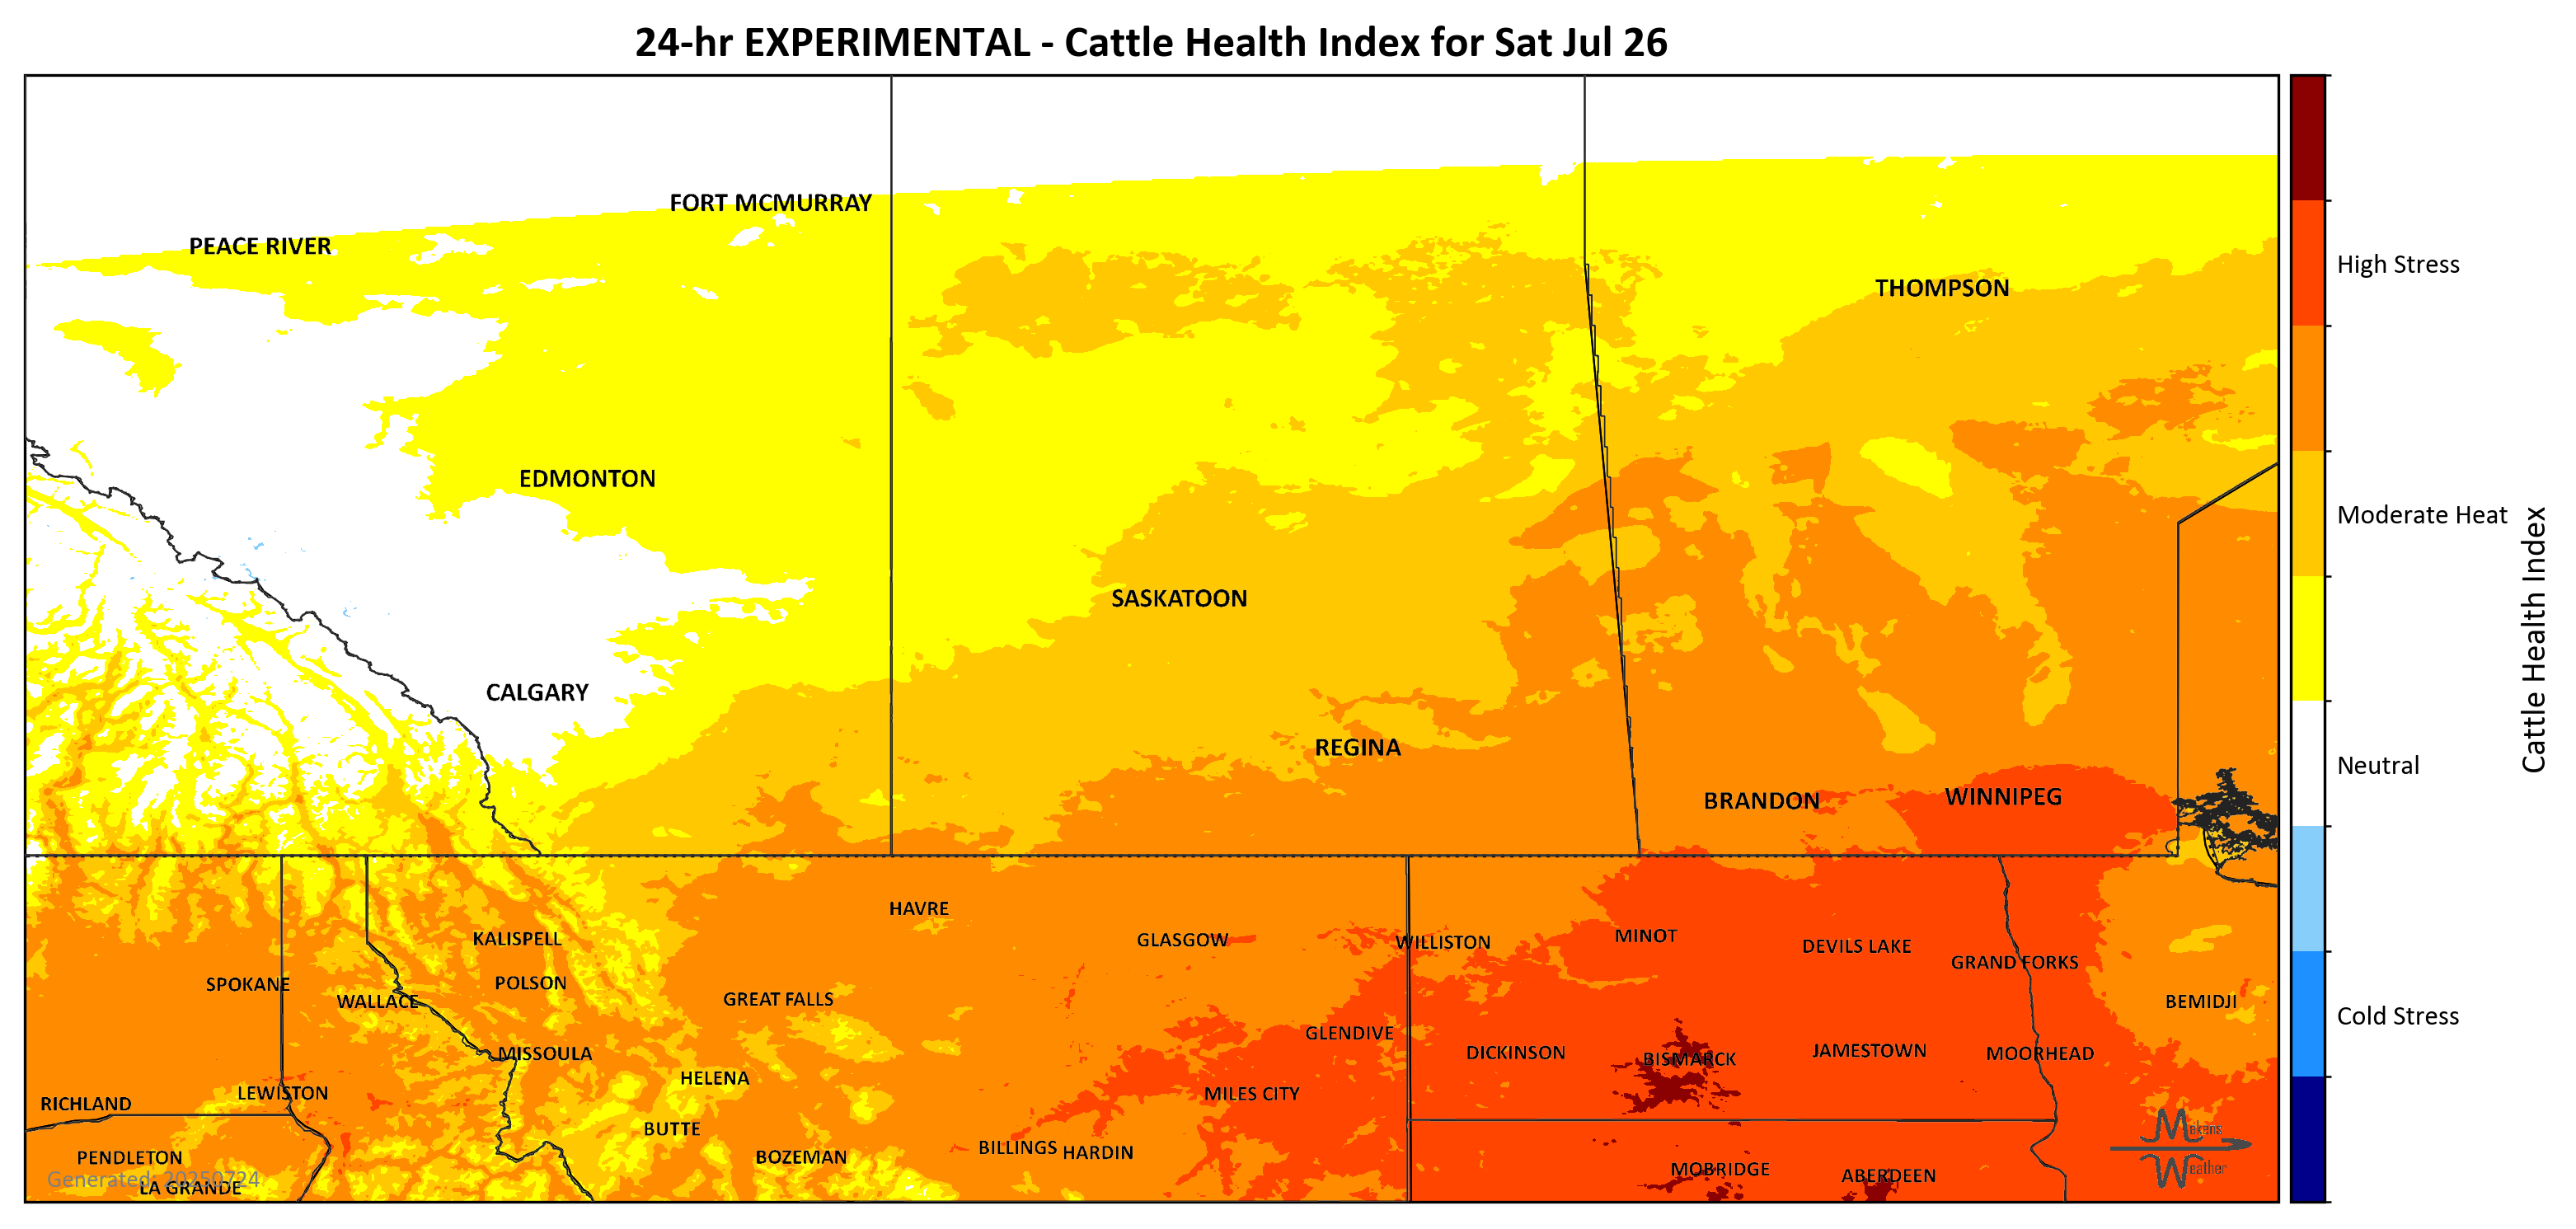 24-hr EXPERIMENTAL - Cattle Health Index for Sat Jul 26
FORT MCMURRAY
PEACE RIVER
High Stress
THOMPSON
EDMONTON
Moderate Heat
SASKATOON
Cattle Health Index
CALGARY
REGINA
Neutral
BRANDON
WINNIPEG
HAVRE
KALISPELL
GLASGOW
WILLISTON
MINOT
DEVILS LAKE
GRAND FORKS
SPOKANE
POLSON
WALLACE
GREAT FALLS
BEMIDJI
Cold Stress
GLENDIVE
MISSOULA
DICKINSON
BISMARCK
JAMESTOWN
MOORHEAD
HELENA
LEWISTON
MILES CITY
RICHLAND
BUTTE
Makens
Weather
PENDLETON
BOZEMAN
BILLINGS
HARDIN
MOBRIDGE
ABERDEEN
Generated: 20250724
LA GRANDE